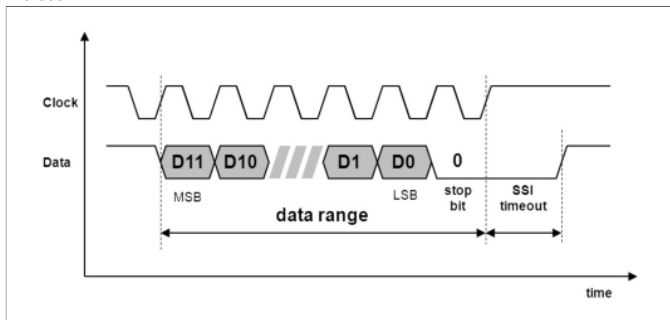 Clock
Data
D11 D10 D1 D0 0
MSB LSB stop bit SSI timeout
data range
time